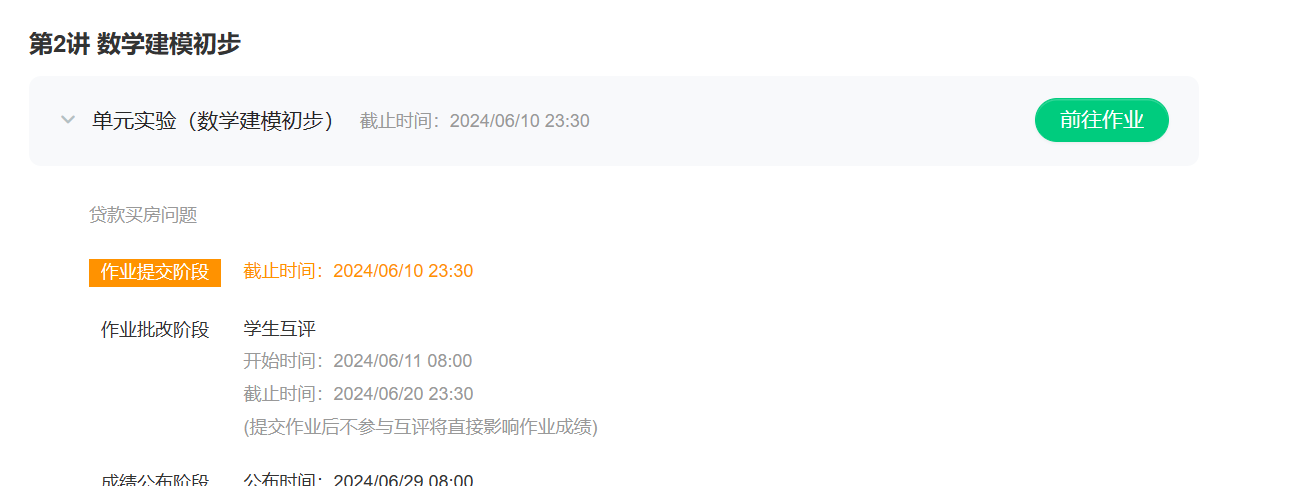 第2讲 数学建模初步
单元实验（数学建模初步） 截止时间：2024/06/10 23:30 前往作业
贷款买房问题
作业提交阶段 截止时间：2024/06/10 23:30
作业批改阶段 学生互评
开始时间：2024/06/11 08:00
截止时间：2024/06/20 23:30
(提交作业后不参与互评将直接影响作业成绩)
成绩公布阶段 公布时间：2024/06/29 08:00